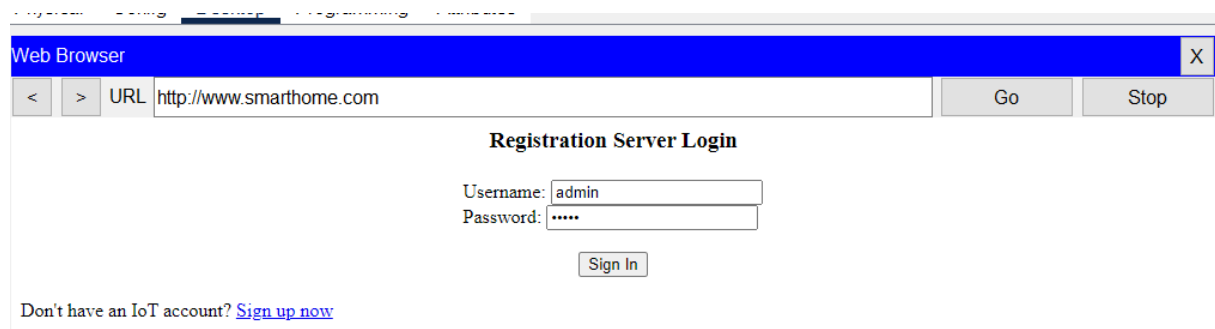 Web Browser X
< > URL http://www.smarthome.com Go Stop
Registration Server Login
Username: admin
Password: •••••
Sign In
Don't have an IoT account? Sign up now